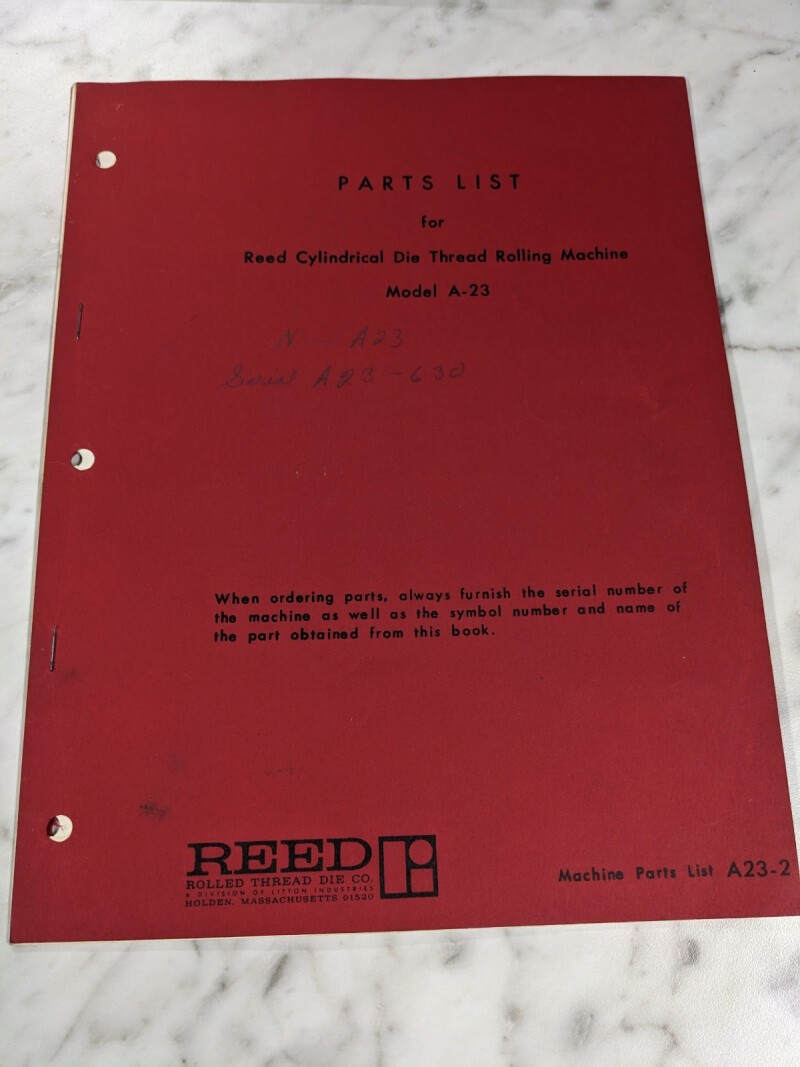 PARTS LIST
for
Reed Cylindrical Die Thread Rolling Machine
Model A-23
N - A23
Serial A23-630
When ordering parts, always furnish the serial number of
the machine as well as the symbol number and name of
the part obtained from this book.
REED
ROLLED THREAD DIE CO.
A DIVISION OF LITTON INDUSTRIES
HOLDEN, MASSACHUSETTS 01520
Machine Parts List A23-2